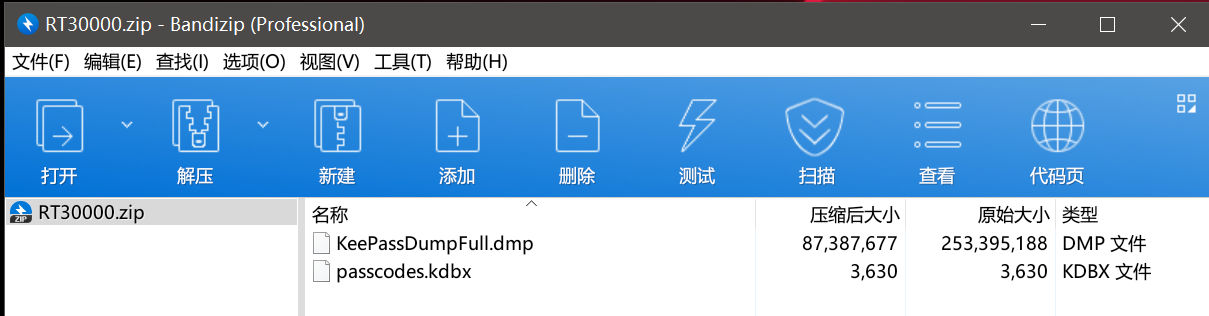 RT30000.zip - Bandizip (Professional)
文件(F) 编辑(E) 查找(I) 选项(O) 视图(V) 工具(T) 帮助(H)
打开 解压 新建 添加 删除 测试 扫描 查看 代码页
ZIP RT30000.zip
名称 压缩后大小 原始大小 类型
KeePassDumpFull.dmp 87,387,677 253,395,188 DMP 文件
passcodes.kdbx 3,630 3,630 KDBX 文件